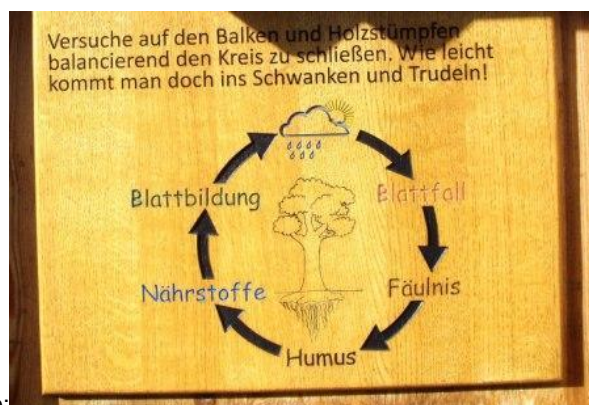 Versuche auf den Balken und Holzstümpfen
balancierend den Kreis zu schließen. Wie leicht
kommt man doch ins Schwanken und Trudeln!
Blattbildung
Blattfall
Nährstoffe
Fäulnis
Humus